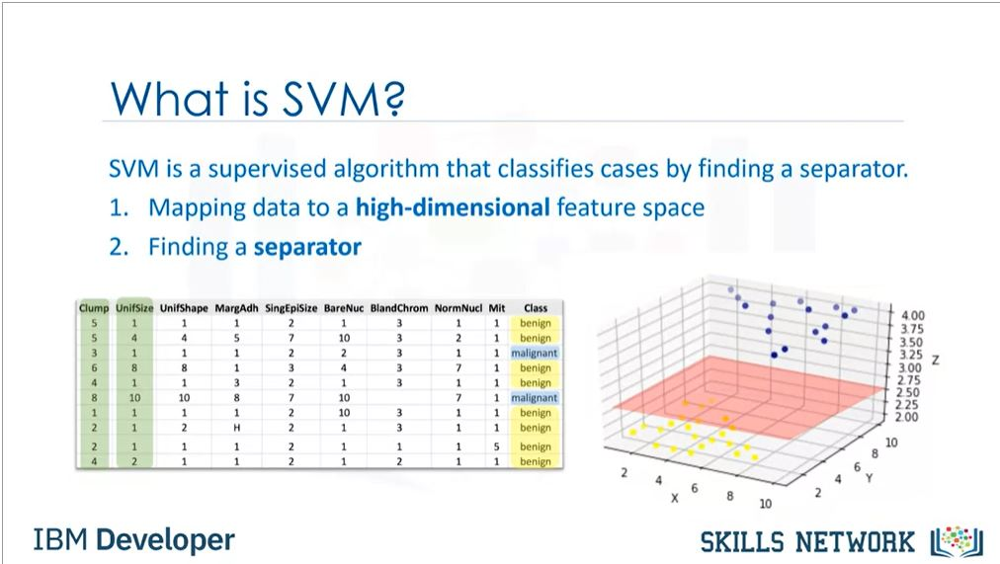 What is SVM?
SVM is a supervised algorithm that classifies cases by finding a separator.
1. Mapping data to a high-dimensional feature space
2. Finding a separator
Clump UnifSize UnifShape MargAdh SingEpiSize BareNuc BlandChrom NormNucl Mit Class
5 1 1 1 2 1 3 1 1 benign
5 4 4 5 7 10 3 2 1 benign
3 1 1 1 2 2 3 1 1 malignant
6 8 8 1 3 4 3 7 1 benign
4 1 1 3 2 1 3 1 1 benign
8 10 10 8 7 10 7 1 malignant
1 1 1 1 2 10 3 1 1 benign
2 1 2 H 2 1 3 1 1 benign
2 1 1 1 2 1 1 1 5 benign
4 2 1 1 2 1 2 1 1 benign
4.00
3.75
3.50
3.25
3.00
2.75
2.50
2.25
2.00
Z
2 4 6 8 10
X
2 4 6 8 10
Y
IBM Developer
SKILLS NETWORK